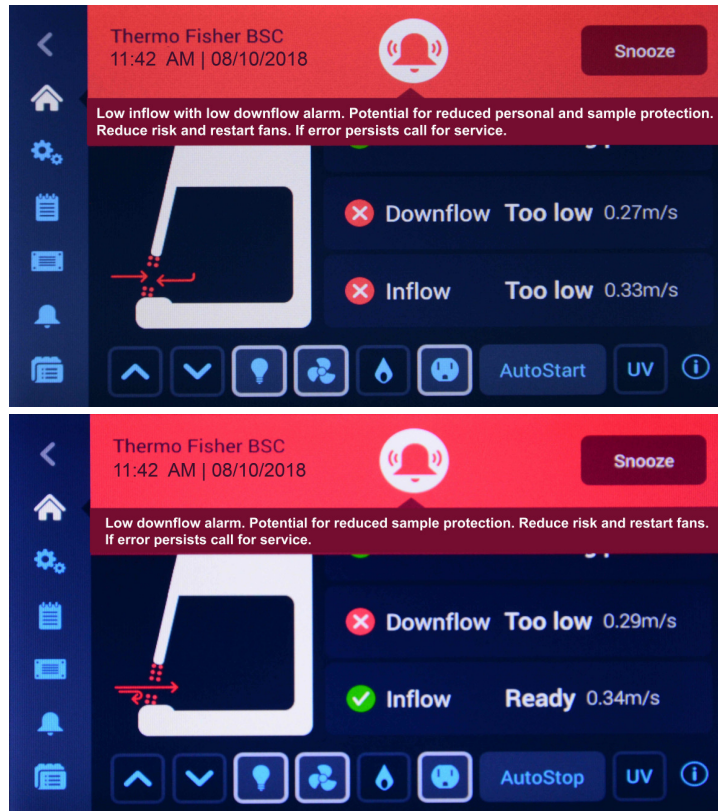 Thermo Fisher BSC
11:42 AM | 08/10/2018
Snooze
Low inflow with low downflow alarm. Potential for reduced personal and sample protection.
Reduce risk and restart fans. If error persists call for service.
Downflow Too low 0.27m/s
Inflow Too low 0.33m/s
AutoStart UV
Thermo Fisher BSC
11:42 AM | 08/10/2018
Snooze
Low downflow alarm. Potential for reduced sample protection. Reduce risk and restart fans.
If error persists call for service.
Downflow Too low 0.29m/s
Inflow Ready 0.34m/s
AutoStop UV